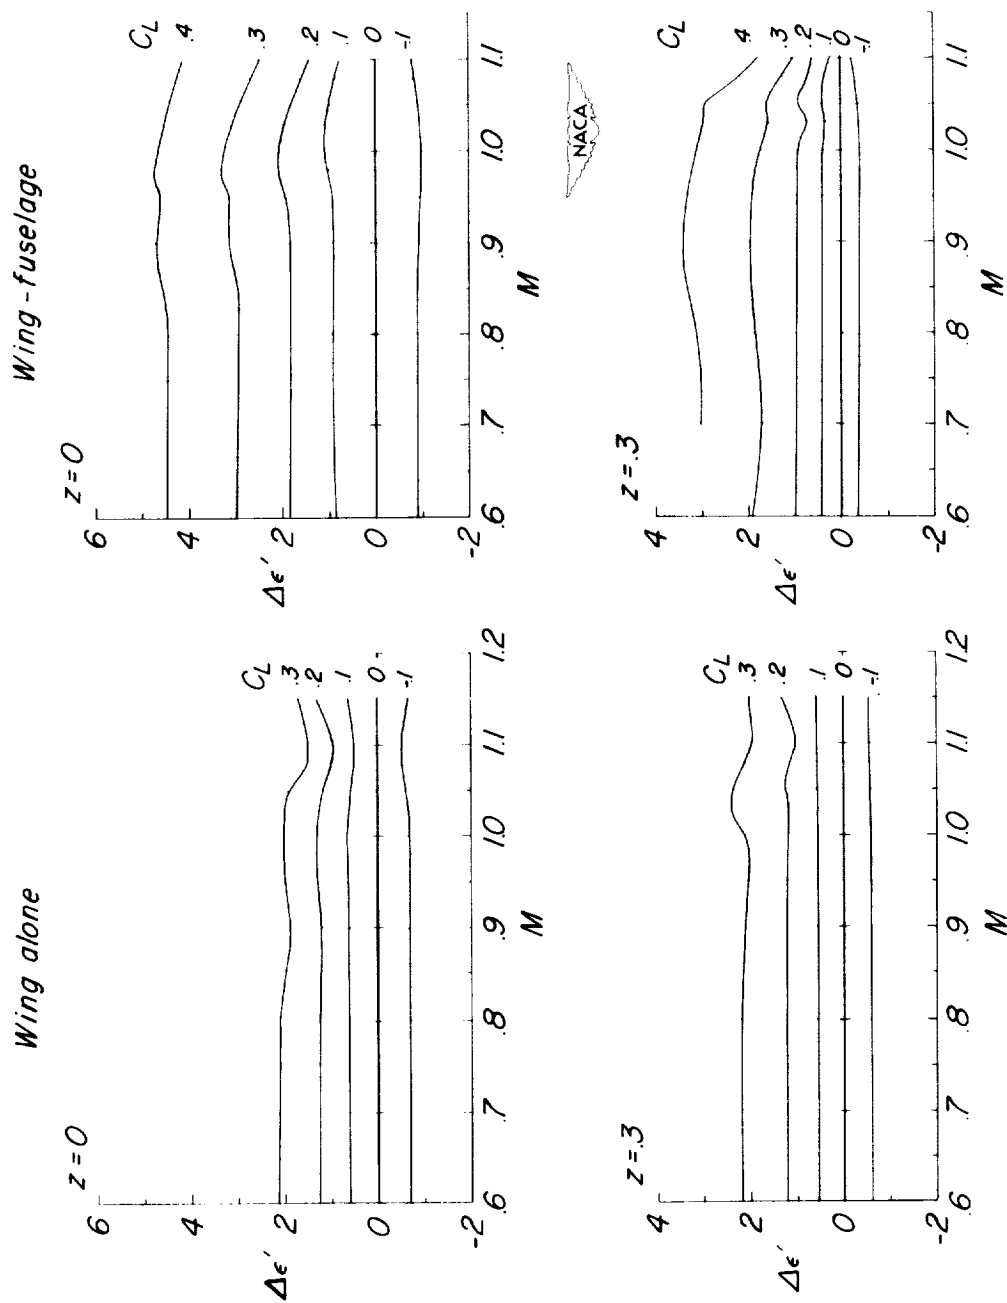 Wing alone
Wing-fuselage
z=0
6
4
2
0
-2
Δε′
.6 .7 .8 .9 1.0 1.1 1.2
M
CL
.3
.2
.1
0
-.1
z=0
6
4
2
0
-2
Δε′
.6 .7 .8 .9 1.0 1.1
M
CL
.4
.3
.2
.1
0
-.1
z=.3
4
2
0
-2
Δε′
.6 .7 .8 .9 1.0 1.1 1.2
M
CL
.3
.2
.1
0
-.1
NACA
z=.3
4
2
0
-2
Δε′
.6 .7 .8 .9 1.0 1.1
M
CL
.4
.3
.2
.1
0
-.1